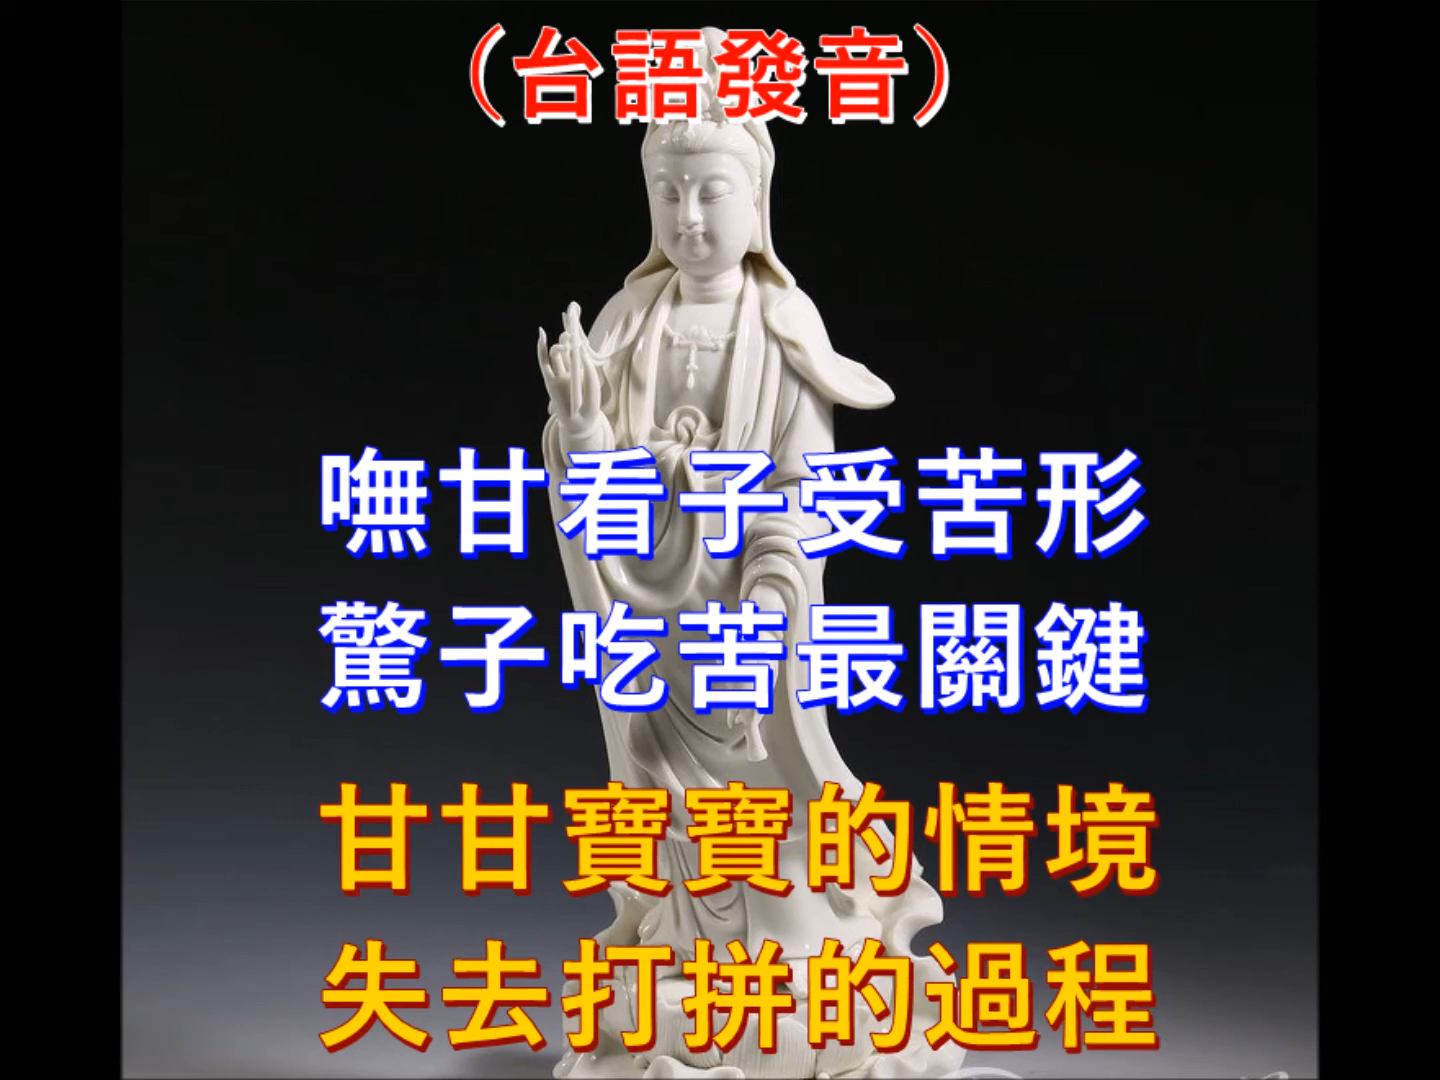 （台語發音）
嘸甘看子受苦形
驚子吃苦最關鍵
甘甘寶寶的情境
失去打拼的過程